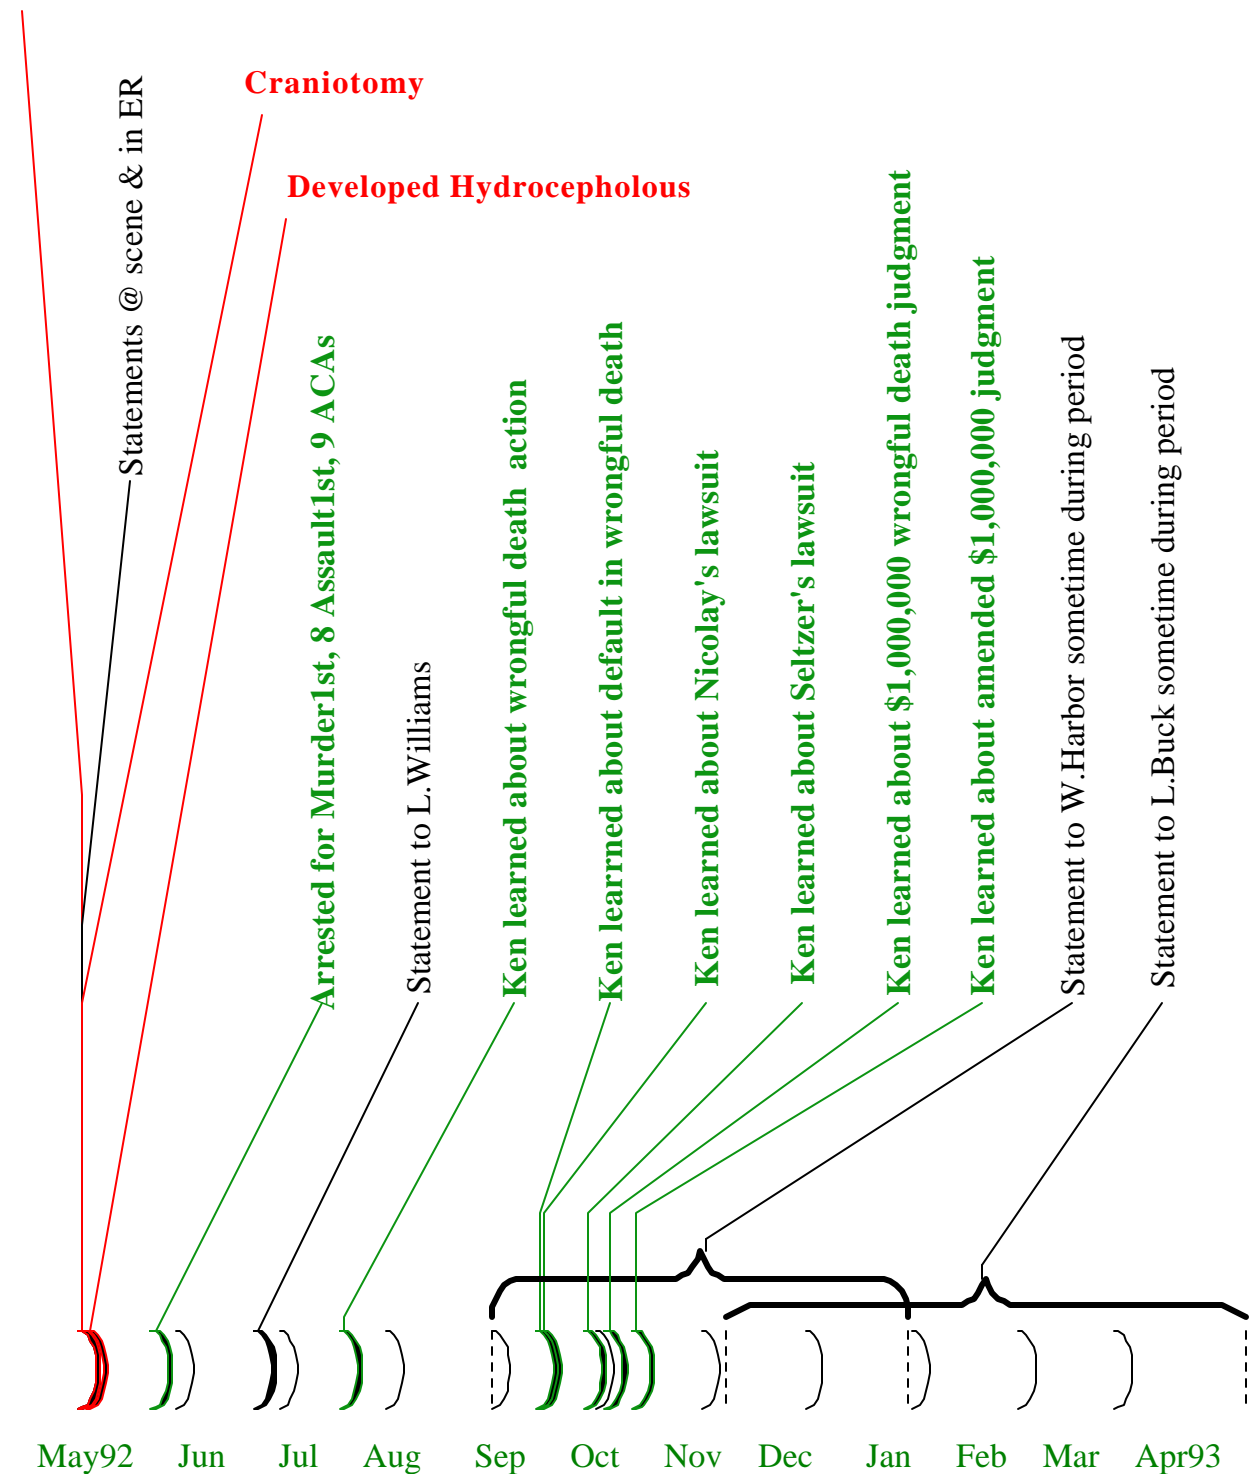 Craniotomy
Developed Hydrocepholous
Statements @ scene & in ER
Arrested for Murder1st, 8 Assault1st, 9 ACAs
Statement to L.Williams
Ken learned about wrongful death action
Ken learrned about default in wrongful death
Ken learned about Nicolay's lawsuit
Ken learned about Seltzer's lawsuit
Ken learned about $1,000,000 wrongful death judgment
Ken learned about amended $1,000,000 judgment
Statement to W.Harbor sometime during period
Statement to L.Buck sometime during period
May92 Jun Jul Aug Sep Oct Nov Dec Jan Feb Mar Apr93